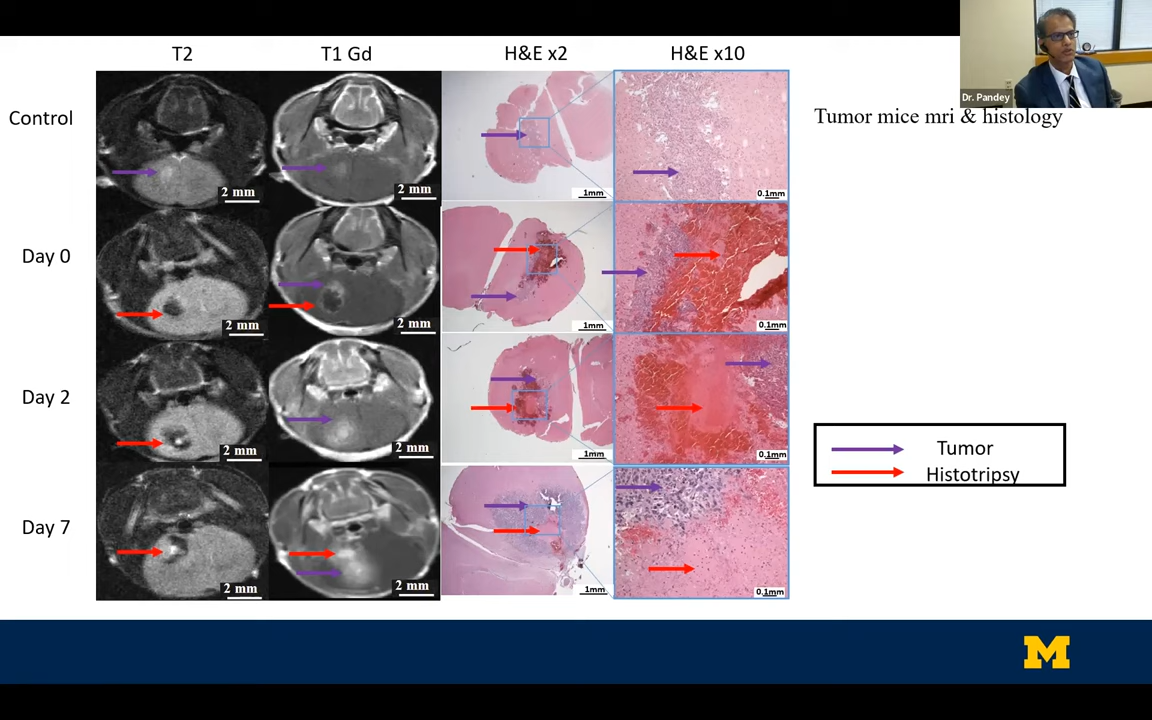 T2 T1 Gd H&E x2 H&E x10
Dr. Pandey
Control
Tumor mice mri & histology
2 mm 2 mm 1mm 0.1mm
Day 0
2 mm 2 mm 1mm 0.1mm
Day 2
2 mm 2 mm 1mm 0.1mm
Tumor
Histotripsy
Day 7
2 mm 2 mm 1mm 0.1mm
M